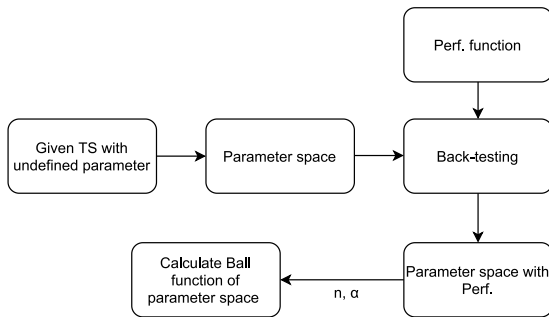 Perf. function
Given TS with
undefined parameter
Parameter space
Back-testing
Calculate Ball
function of
parameter space
n, α
Parameter space with
Perf.